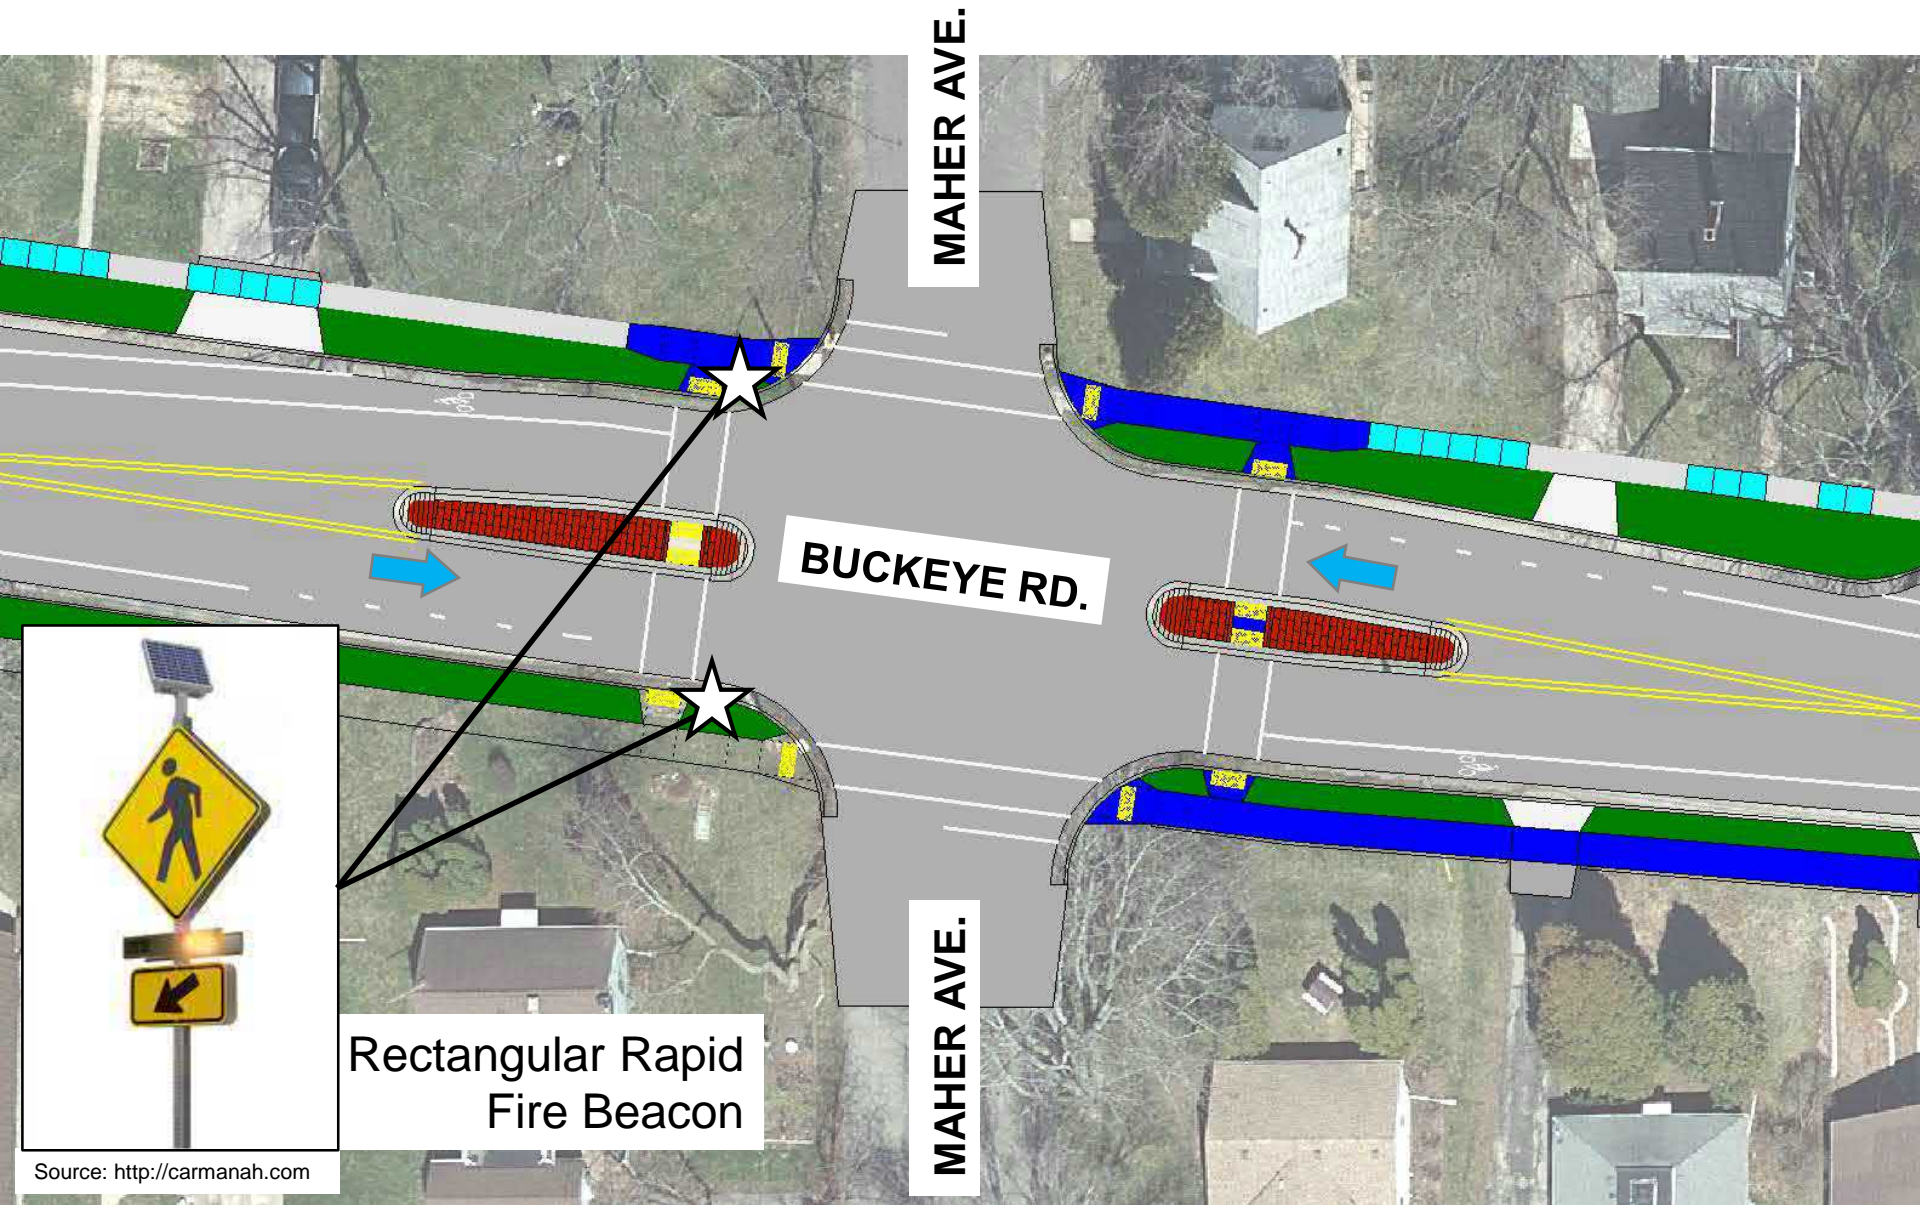 MAHER AVE.
BUCKEYE RD.
MAHER AVE.
Rectangular Rapid
Fire Beacon
Source: http://carmanah.com